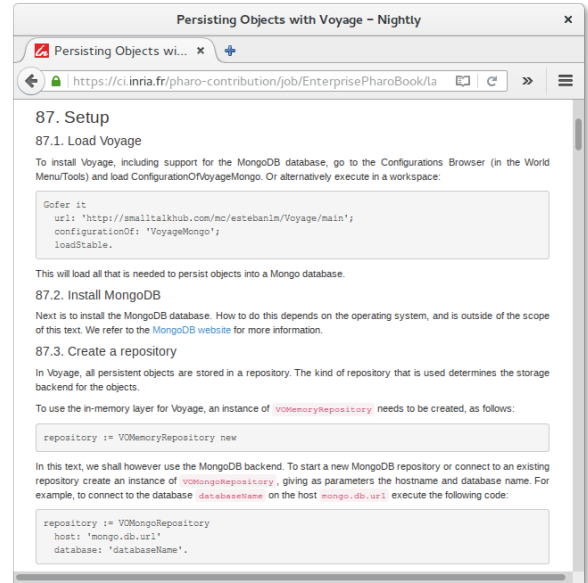 Persisting Objects with Voyage – Nightly
Persisting Objects wi...
https://ci.inria.fr/pharo-contribution/job/EnterprisePharoBook/la
87. Setup
87.1. Load Voyage
To install Voyage, including support for the MongoDB database, go to the Configurations Browser (in the World
Menu/Tools) and load ConfigurationOfVoyageMongo. Or alternatively execute in a workspace:
Gofer it
url: 'http://smalltalkhub.com/mc/estebanlm/Voyage/main';
configurationOf: 'VoyageMongo';
loadStable.
This will load all that is needed to persist objects into a Mongo database.
87.2. Install MongoDB
Next is to install the MongoDB database. How to do this depends on the operating system, and is outside of the scope
of this text. We refer to the MongoDB website for more information.
87.3. Create a repository
In Voyage, all persistent objects are stored in a repository. The kind of repository that is used determines the storage
backend for the objects.
To use the in-memory layer for Voyage, an instance of VOMemoryRepository needs to be created, as follows:
repository := VOMemoryRepository new
In this text, we shall however use the MongoDB backend. To start a new MongoDB repository or connect to an existing
repository create an instance of VOMongoRepository, giving as parameters the hostname and database name. For
example, to connect to the database databaseName on the host mongo.db.url execute the following code:
repository := VOMongoRepository
host: 'mongo.db.url'
database: 'databaseName'.